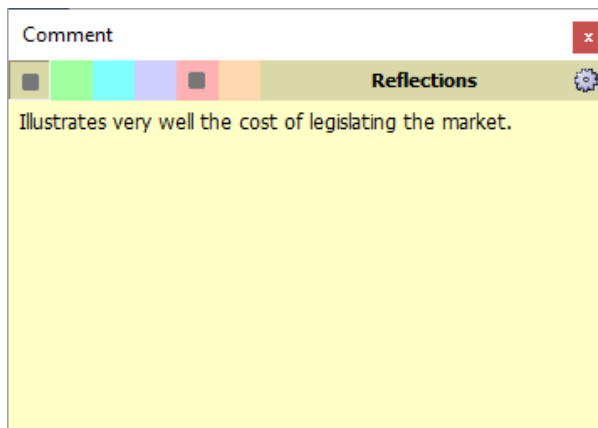 Comment
x
Reflections
Illustrates very well the cost of legislating the market.